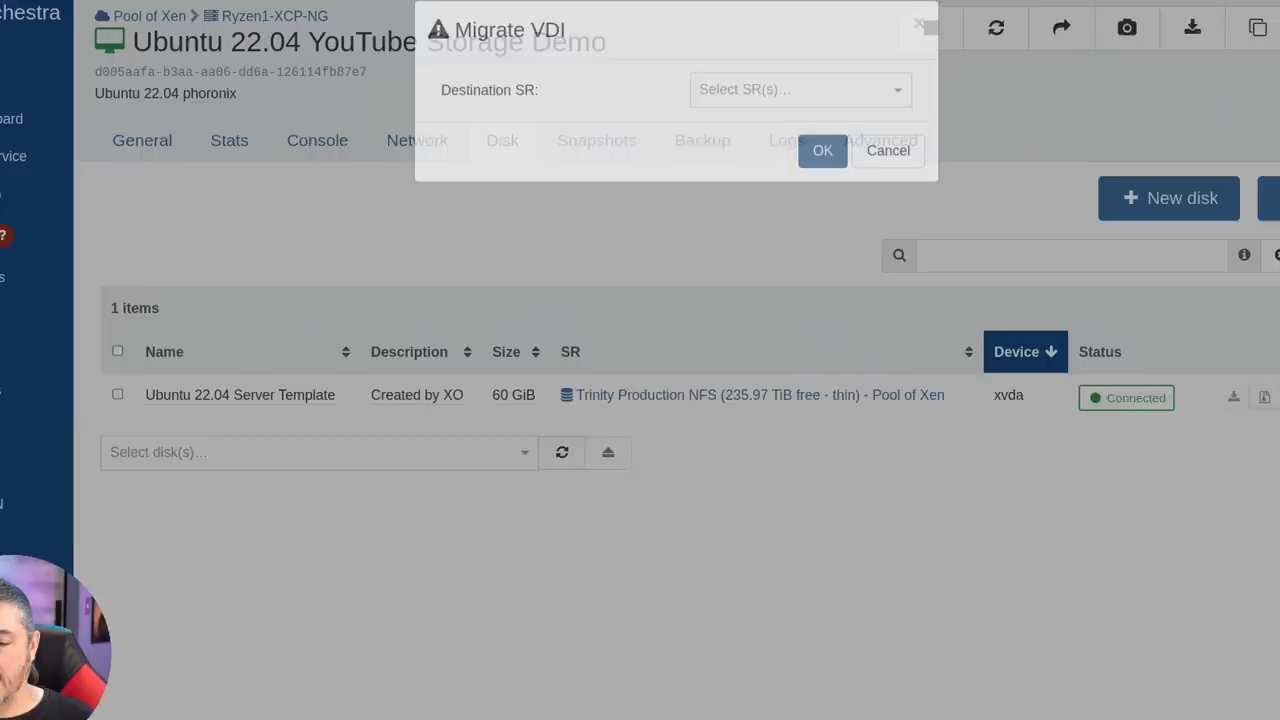 chestra
Pool of Xen
Ryzen1-XCP-NG
Ubuntu 22.04 YouTube Storage Demo
d005aafa-b3aa-aa06-dd6a-126114fb87e7
Ubuntu 22.04 phoronix
Migrate VDI
Destination SR:
Select SR(s)...
OK
Cancel
General
Stats
Console
Network
Disk
Snapshots
Backup
Logs
Advanced
ard
rvice
?
s
+ New disk
1 items
Name
Description
Size
SR
Device
Status
Ubuntu 22.04 Server Template
Created by XO
60 GiB
Trinity Production NFS (235.97 TiB free - thin) - Pool of Xen
xvda
Connected
Select disk(s)...